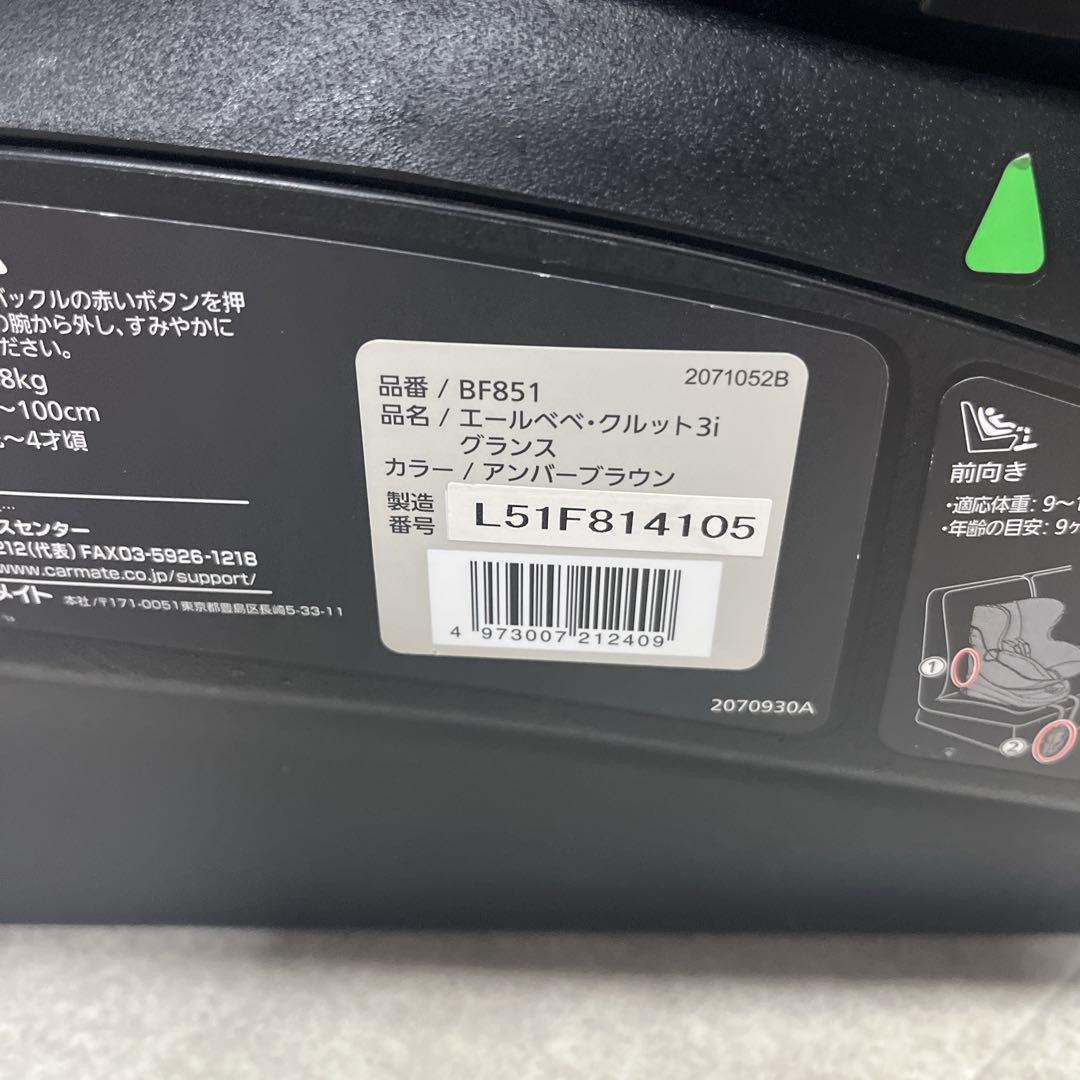 バックルの赤いボタンを押
の腕から外し、すみやかに
ださい。
8kg
～100cm
～4才頃
スセンター
212(代表) FAX03-5926-1218
www.carmate.co.jp/support/
メイト 本社/〒171-0051東京都豊島区長崎5-33-11
2071052B
品番 / BF851
品名 / エールベベ・クルット3i
グランス
カラー / アンバーブラウン
製造
番号 L51F814105
4 973007 212409
2070930A
前向き
・適応体重: 9～1
・年齢の目安: 9ヶ
1
2